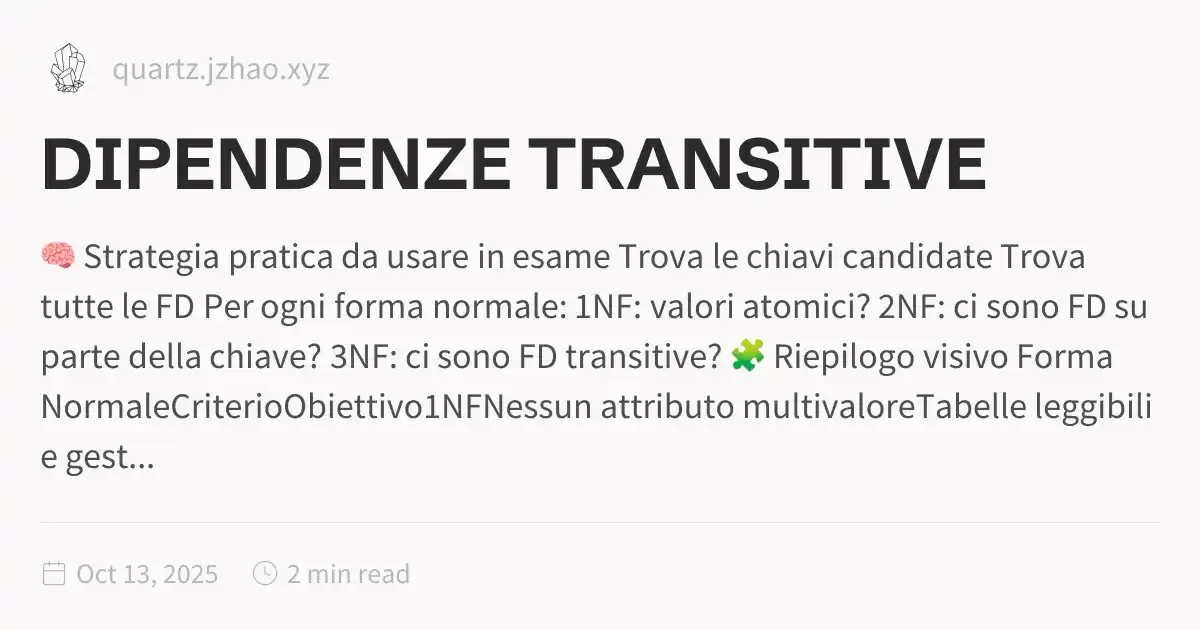 quartz.jzhao.xyz
DIPENDENZE TRANSITIVE
🧠 Strategia pratica da usare in esame Trova le chiavi candidate Trova
tutte le FD Per ogni forma normale: 1NF: valori atomici? 2NF: ci sono FD su
parte della chiave? 3NF: ci sono FD transitive? 🧩 Riepilogo visivo Forma
NormaleCriterioObiettivo1NFNessun attributo multivaloreTabelle leggibili
e gest...
Oct 13, 2025 2 min read